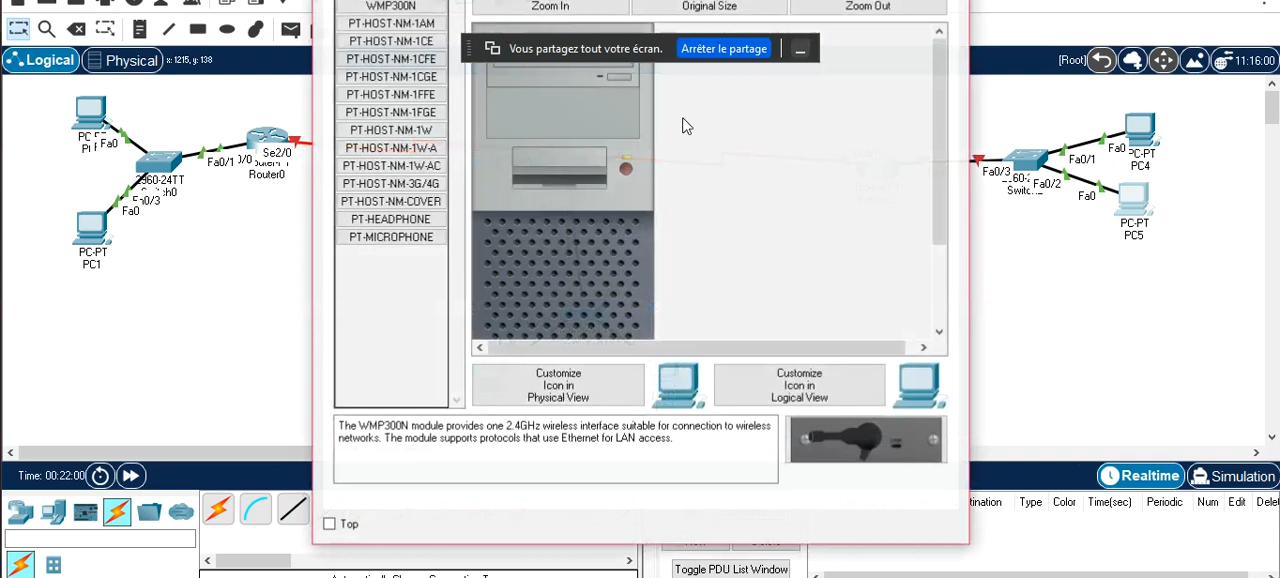 WMP300N
PT-HOST-NM-1AM
PT-HOST-NM-1CE
PT-HOST-NM-1CFE
PT-HOST-NM-1CGE
PT-HOST-NM-1FFE
PT-HOST-NM-1FGE
PT-HOST-NM-1W
PT-HOST-NM-1W-A
PT-HOST-NM-1W-AC
PT-HOST-NM-3G/4G
PT-HOST-NM-COVER
PT-HEADPHONE
PT-MICROPHONE
Zoom In
Original Size
Zoom Out
Vous partagez tout votre écran.
Arrêter le partage
Logical
Physical
x: 1215, y: 138
[Root]
11:16:00
Fa0
Fa0/1
Se2/0
Router0
2960-24TT
Fa0/3
Fa0
PC-PT
PC1
Fa0/1
Fa0/3
Fa0/2
Fa0
PC-PT
PC4
PC-PT
PC5
Customize
Icon in
Physical View
Customize
Icon in
Logical View
The WMP300N module provides one 2.4GHz wireless interface suitable for connection to wireless
networks. The module supports protocols that use Ethernet for LAN access.
Top
Time: 00:22:00
Realtime
Simulation
Type
Color
Time(sec)
Periodic
Num
Edit
Toggle PDU List Window